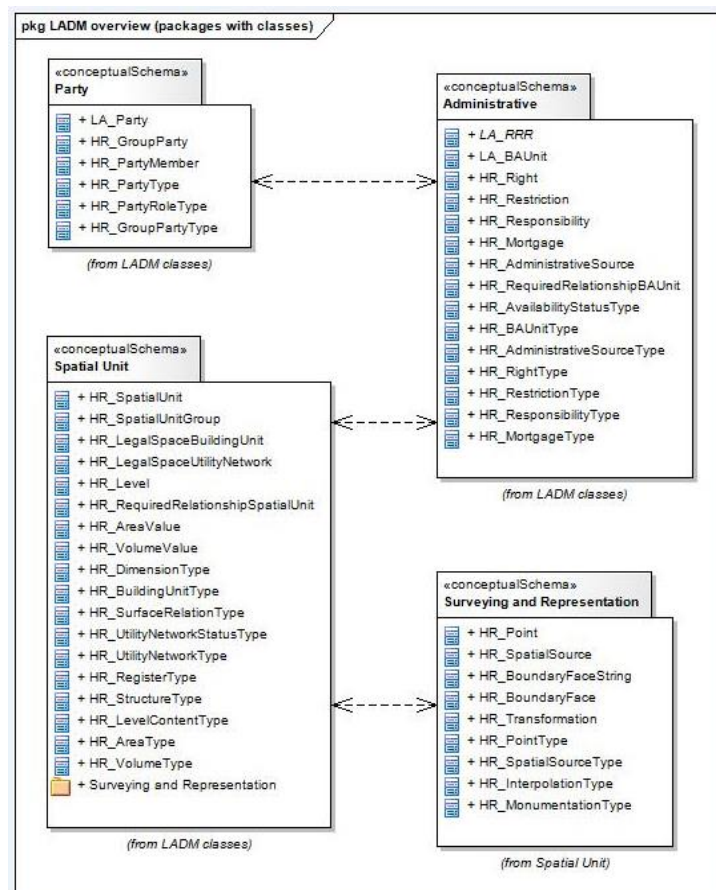 pkg LADM overview (packages with classes)
«conceptualSchema»
Party
+ LA_Party
+ HR_GroupParty
+ HR_PartyMember
+ HR_PartyType
+ HR_PartyRoleType
+ HR_GroupPartyType
(from LADM classes)
«conceptualSchema»
Administrative
+ LA_RRR
+ LA_BAUnit
+ HR_Right
+ HR_Restriction
+ HR_Responsibility
+ HR_Mortgage
+ HR_AdministrativeSource
+ HR_RequiredRelationshipBAUnit
+ HR_AvailabilityStatusType
+ HR_BAUnitType
+ HR_AdministrativeSourceType
+ HR_RightType
+ HR_RestrictionType
+ HR_ResponsibilityType
+ HR_MortgageType
(from LADM classes)
«conceptualSchema»
Spatial Unit
+ HR_SpatialUnit
+ HR_SpatialUnitGroup
+ HR_LegalSpaceBuildingUnit
+ HR_LegalSpaceUtilityNetwork
+ HR_Level
+ HR_RequiredRelationshipSpatialUnit
+ HR_AreaValue
+ HR_VolumeValue
+ HR_DimensionType
+ HR_BuildingUnitType
+ HR_SurfaceRelationType
+ HR_UtilityNetworkStatusType
+ HR_UtilityNetworkType
+ HR_RegisterType
+ HR_StructureType
+ HR_LevelContentType
+ HR_AreaType
+ HR_VolumeType
+ Surveying and Representation
(from LADM classes)
«conceptualSchema»
Surveying and Representation
+ HR_Point
+ HR_SpatialSource
+ HR_BoundaryFaceString
+ HR_BoundaryFace
+ HR_Transformation
+ HR_PointType
+ HR_SpatialSourceType
+ HR_InterpolationType
+ HR_MonumentationType
(from Spatial Unit)